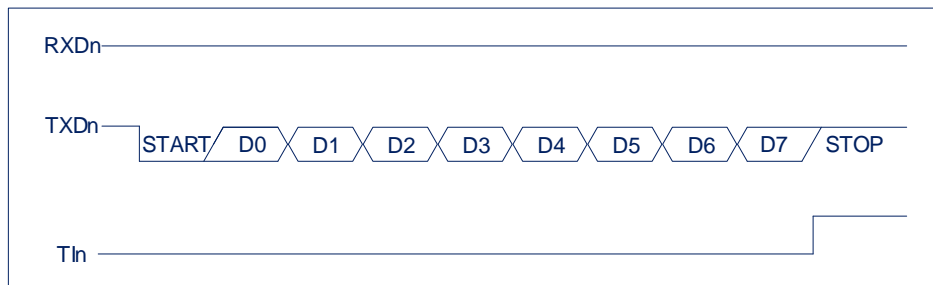 RXDn
TXDn
START D0 D1 D2 D3 D4 D5 D6 D7 STOP
TIn